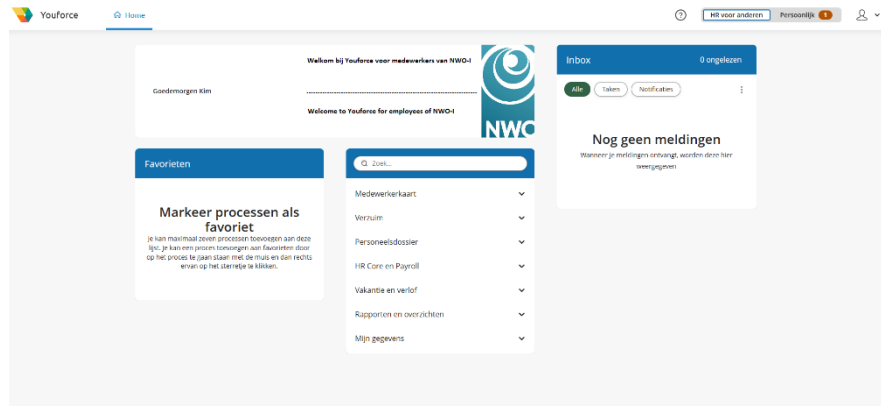 Youforce
Home
HR voor anderen
Persoonlijk 1
Welkom bij Youforce voor medewerkers van NWO-I
Goedemorgen Kim
Welcome to Youforce for employees of NWO-I
NWO
Inbox
0 ongelezen
Alle
Taken
Notificaties
Nog geen meldingen
Wanneer je meldingen ontvangt, worden deze hier
weergegeven
Favorieten
Markeer processen als
favoriet
Je kan maximaal zeven processen toevoegen aan deze
lijst. Je kan een proces toevoegen aan favorieten door
op het proces te gaan staan met de muis en dan rechts
ervan op het sterretje te klikken.
Zoek...
Medewerkerkaart
Verzuim
Personeelsdossier
HR Core en Payroll
Vakantie en verlof
Rapporten en overzichten
Mijn gegevens